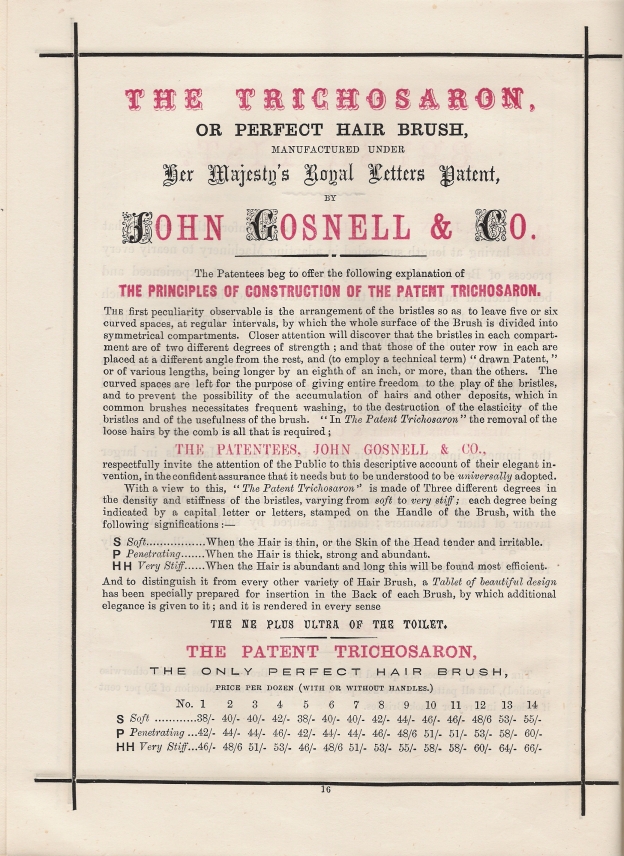 THE TRICHOSARON,
OR PERFECT HAIR BRUSH,
MANUFACTURED UNDER
Her Majesty's Royal Letters Patent,
BY
JOHN GOSNELL & CO.
The Patentees beg to offer the following explanation of
THE PRINCIPLES OF CONSTRUCTION OF THE PATENT TRICHOSARON.
THE first peculiarity observable is the arrangement of the bristles so as to leave five or six
curved spaces, at regular intervals, by which the whole surface of the Brush is divided into
symmetrical compartments. Closer attention will discover that the bristles in each compart-
ment are of two different degrees of strength; and that those of the outer row in each are
placed at a different angle from the rest, and (to employ a technical term) "drawn Patent,"
or of various lengths, being longer by an eighth of an inch, or more, than the others. The
curved spaces are left for the purpose of giving entire freedom to the play of the bristles,
and to prevent the possibility of the accumulation of hairs and other deposits, which in
common brushes necessitates frequent washing, to the destruction of the elasticity of the
bristles and of the usefulness of the brush. "In The Patent Trichosaron" the removal of the
loose hairs by the comb is all that is required;
THE PATENTEES, JOHN GOSNELL & CO.,
respectfully invite the attention of the Public to this descriptive account of their elegant in-
vention, in the confident assurance that it needs but to be understood to be universally adopted.
With a view to this, "The Patent Trichosaron" is made of Three different degrees in
the density and stiffness of the bristles, varying from soft to very stiff; each degree being
indicated by a capital letter or letters, stamped on the Handle of the Brush, with the
following significations:—
S Soft..................When the Hair is thin, or the Skin of the Head tender and irritable.
P Penetrating.......When the Hair is thick, strong and abundant.
HH Very Stiff......When the Hair is abundant and long this will be found most efficient.
And to distinguish it from every other variety of Hair Brush, a Tablet of beautiful design
has been specially prepared for insertion in the Back of each Brush, by which additional
elegance is given to it; and it is rendered in every sense
THE NE PLUS ULTRA OF THE TOILET.
THE PATENT TRICHOSARON,
THE ONLY PERFECT HAIR BRUSH,
PRICE PER DOZEN (WITH OR WITHOUT HANDLES.)
No. 1 2 3 4 5 6 7 8 9 10 11 12 13 14
S Soft ............38/- 40/- 40/- 42/- 38/- 40/- 40/- 42/- 44/- 46/- 46/- 48/6 53/- 55/-
P Penetrating ...42/- 44/- 44/- 46/- 42/- 44/- 44/- 46/- 48/6 51/- 51/- 53/- 58/- 60/-
HH Very Stiff...46/- 48/6 51/- 53/- 46/- 48/6 51/- 53/- 55/- 58/- 58/- 60/- 64/- 66/-
16